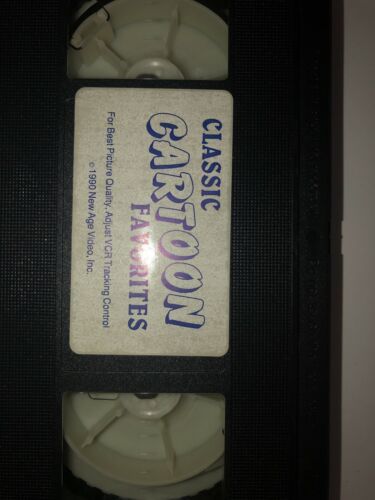 CLASSIC
CARTOON
FAVORITES
For Best Picture Quality, Adjust VCR Tracking Control
©1990 New Age Video, Inc.